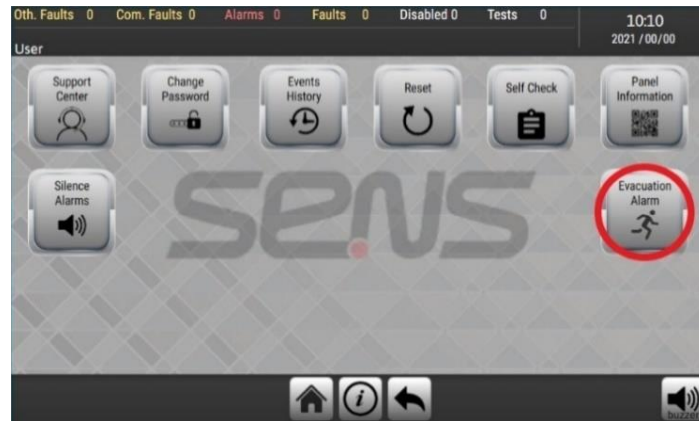 Oth. Faults 0 Com. Faults 0 Alarms 0 Faults 0 Disabled 0 Tests 0
10:10
2021 / 00/00
User
Support
Center
Change
Password
Events
History
Reset
Self Check
Panel
Information
Silence
Alarms
Evacuation
Alarm
SENS
i
buzzer